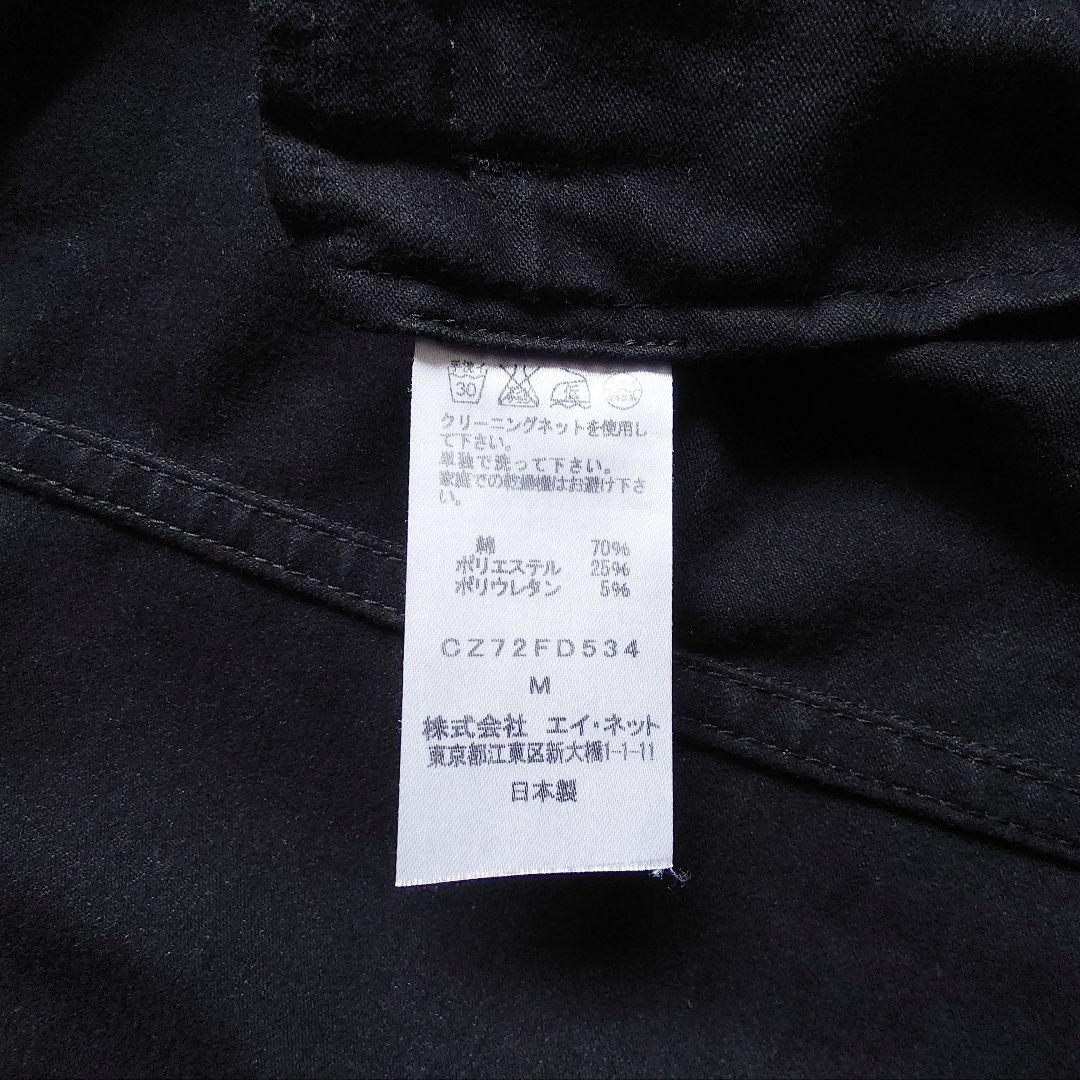 手洗イ
30
クリーニングネットを使用し
て下さい。
単独で洗って下さい。
家庭での乾燥機はお避け下さ
い。
綿 70%
ポリエステル 25%
ポリウレタン 5%
CZ72FD534
M
株式会社 エイ・ネット
東京都江東区新大橋1-1-11
日本製